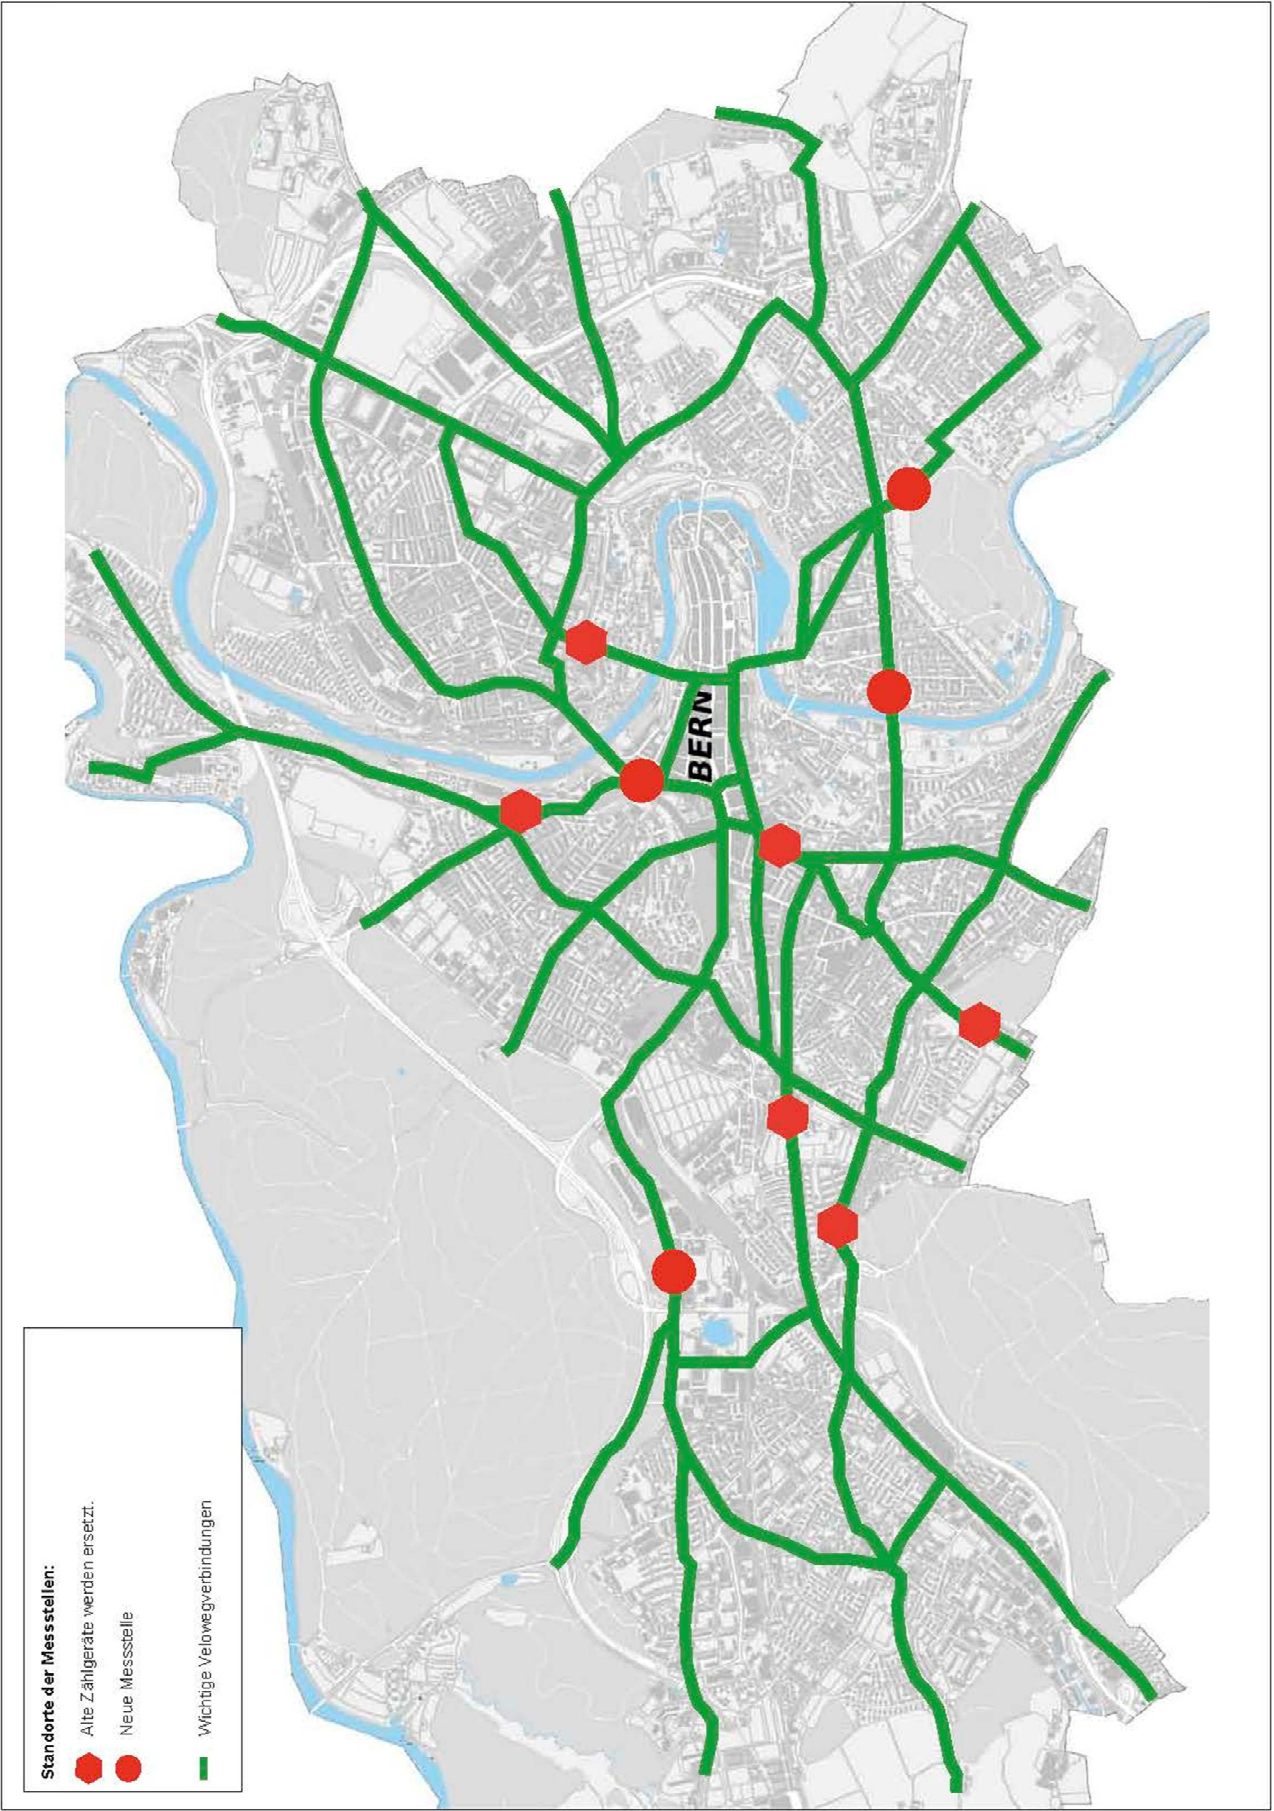 Standorte der Messstellen:
Alte Zählgeräte werden ersetzt.
Neue Messstelle
Wichtige Velowegverbindungen
BERN